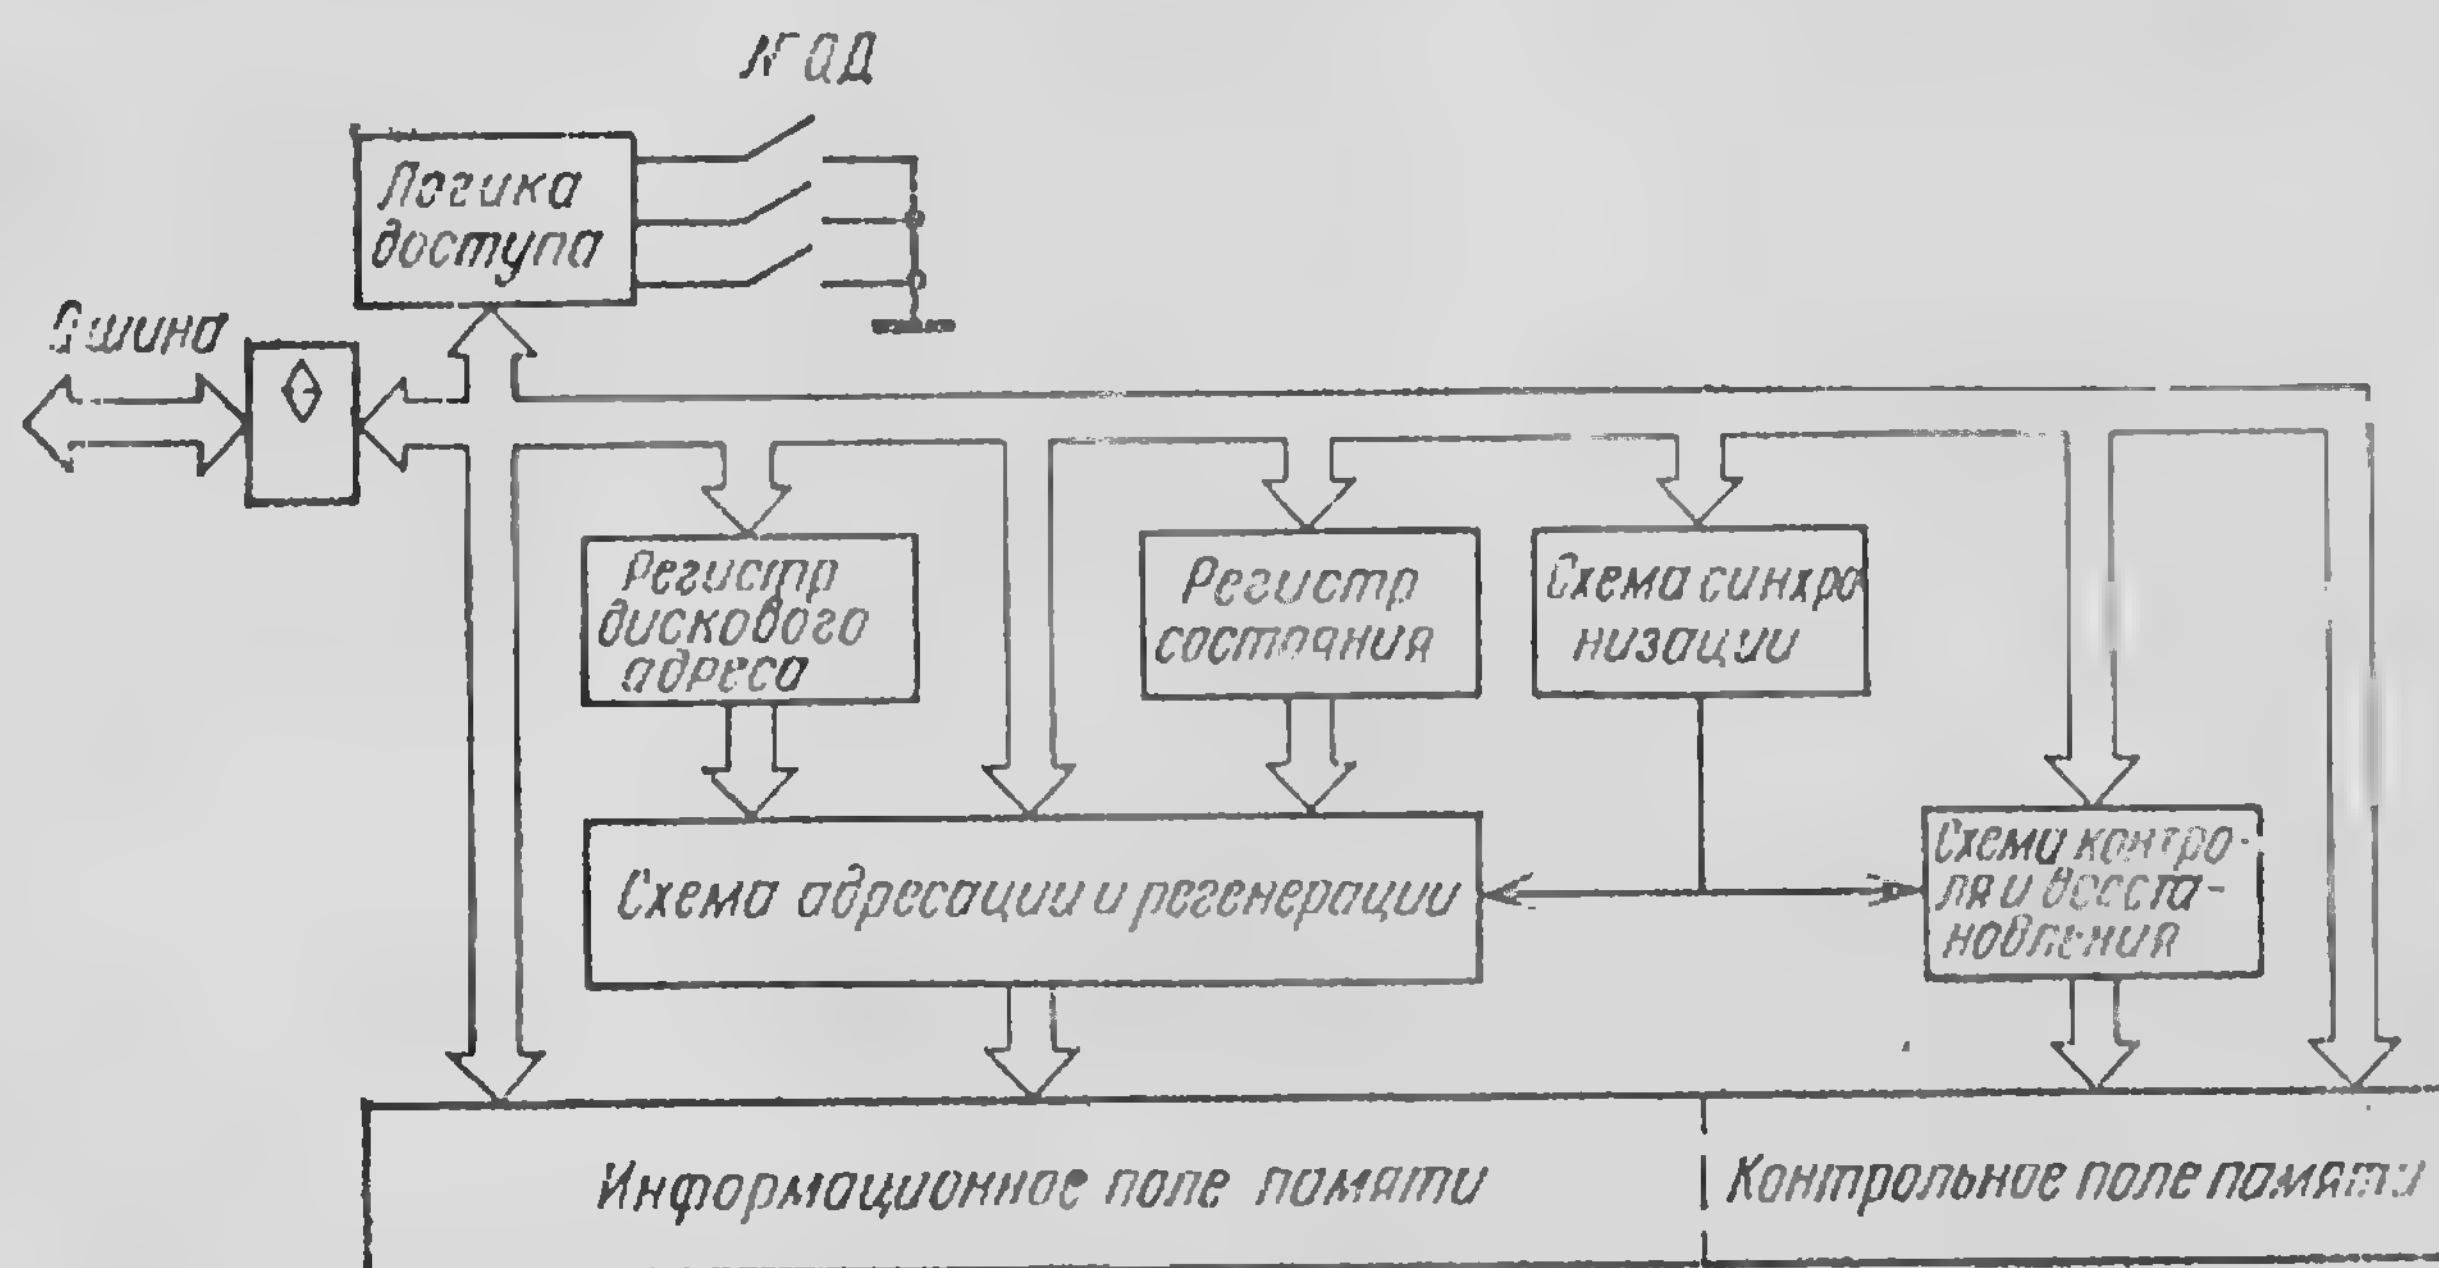 № ОД
Логика
доступа
Qшина
Регистр
дискового
адреса
Регистр
состояния
Схема синхро
низации
Схема адресации и регенерации
Схемы контро-
ля и восста-
новления
Информационное поле памяти
Контрольное поле памяти